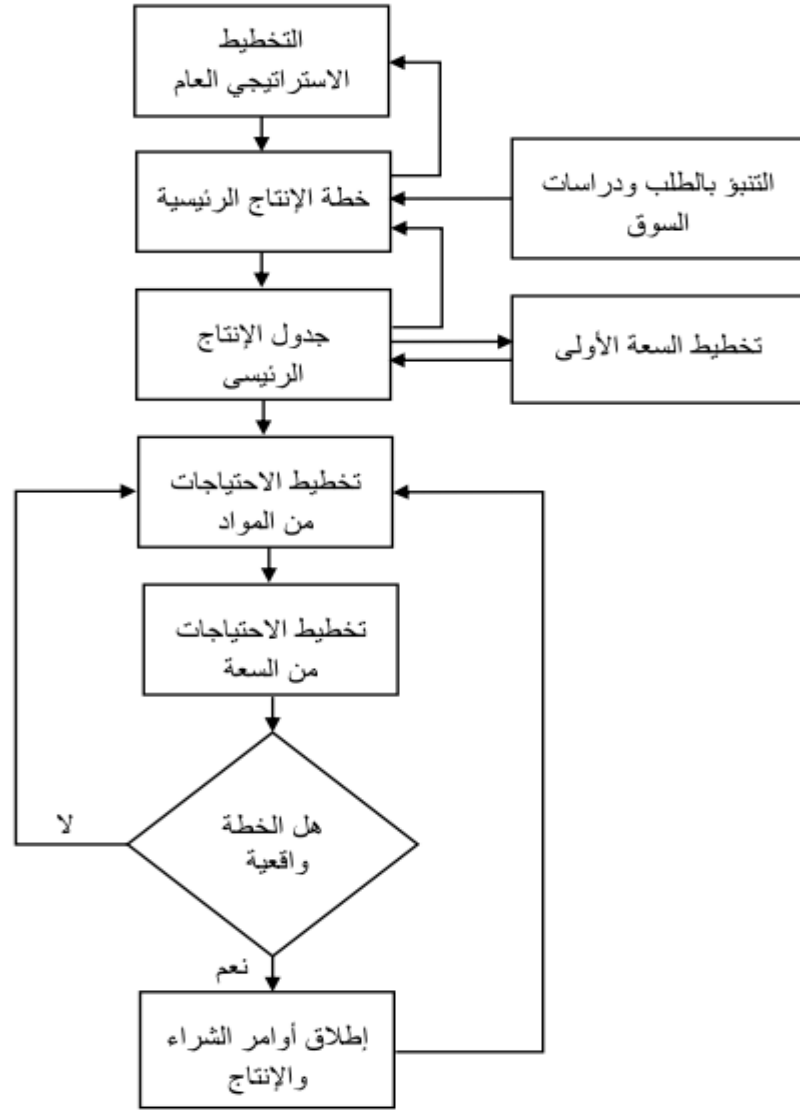 التخطيط
الاستراتيجي العام
خطة الإنتاج الرئيسية
التنبؤ بالطلب ودراسات
السوق
جدول الإنتاج
الرئيسى
تخطيط السعة الأولى
تخطيط الاحتياجات
من المواد
تخطيط الاحتياجات
من السعة
هل الخطة
واقعية
لا
نعم
إطلاق أوامر الشراء
والإنتاج